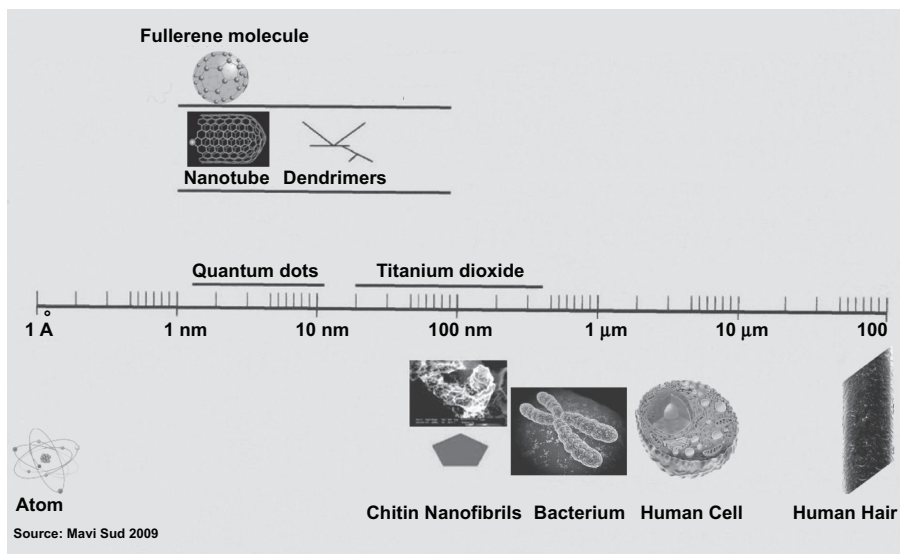 Fullerene molecule
Nanotube Dendrimers
Quantum dots Titanium dioxide
1 Å 1 nm 10 nm 100 nm 1 μm 10 μm 100
Chitin Nanofibrils Bacterium Human Cell Human Hair
Atom
Source: Mavi Sud 2009